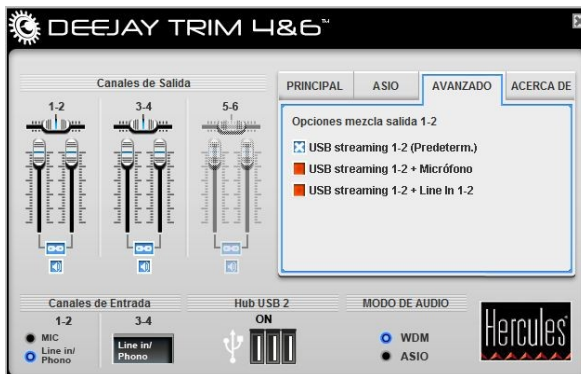 DEEJAY TRIM 4&6™
Canales de Salida
1-2 3-4 5-6
PRINCIPAL ASIO AVANZADO ACERCA DE
Opciones mezcla salida 1-2
USB streaming 1-2 (Predeterm.)
USB streaming 1-2 + Micrófono
USB streaming 1-2 + Line In 1-2
Canales de Entrada
1-2 3-4
MIC
Line in/
Phono
Line in/
Phono
Hub USB 2
ON
MODO DE AUDIO
WDM
ASIO
Hercules